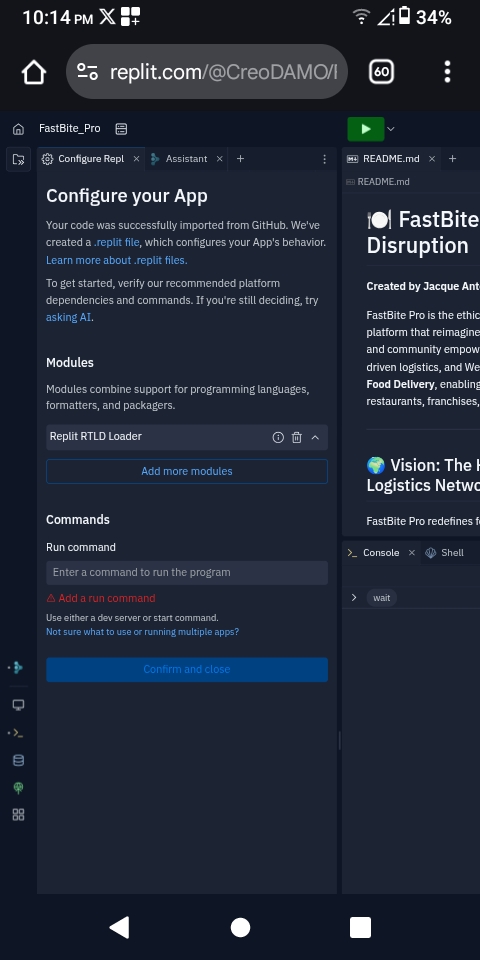 10:14 PM
34%
replit.com/@CreoDAMO/
60
FastBite_Pro
Configure Repl
Assistant
README.md
README.md
Configure your App
Your code was successfully imported from GitHub. We've
created a .replit file, which configures your App's behavior.
Learn more about .replit files.
To get started, verify our recommended platform
dependencies and commands. If you're still deciding, try
asking AI.
Modules
Modules combine support for programming languages,
formatters, and packagers.
Replit RTLD Loader
Add more modules
Commands
Run command
Enter a command to run the program
Add a run command
Use either a dev server or start command.
Not sure what to use or running multiple apps?
Confirm and close
🍽️ FastBite
Disruption
Created by Jacque Ant
FastBite Pro is the ethic
platform that reimagine
and community empow
driven logistics, and We
Food Delivery, enabling
restaurants, franchises,
🌍 Vision: The H
Logistics Netwo
FastBite Pro redefines f
Console
Shell
wait